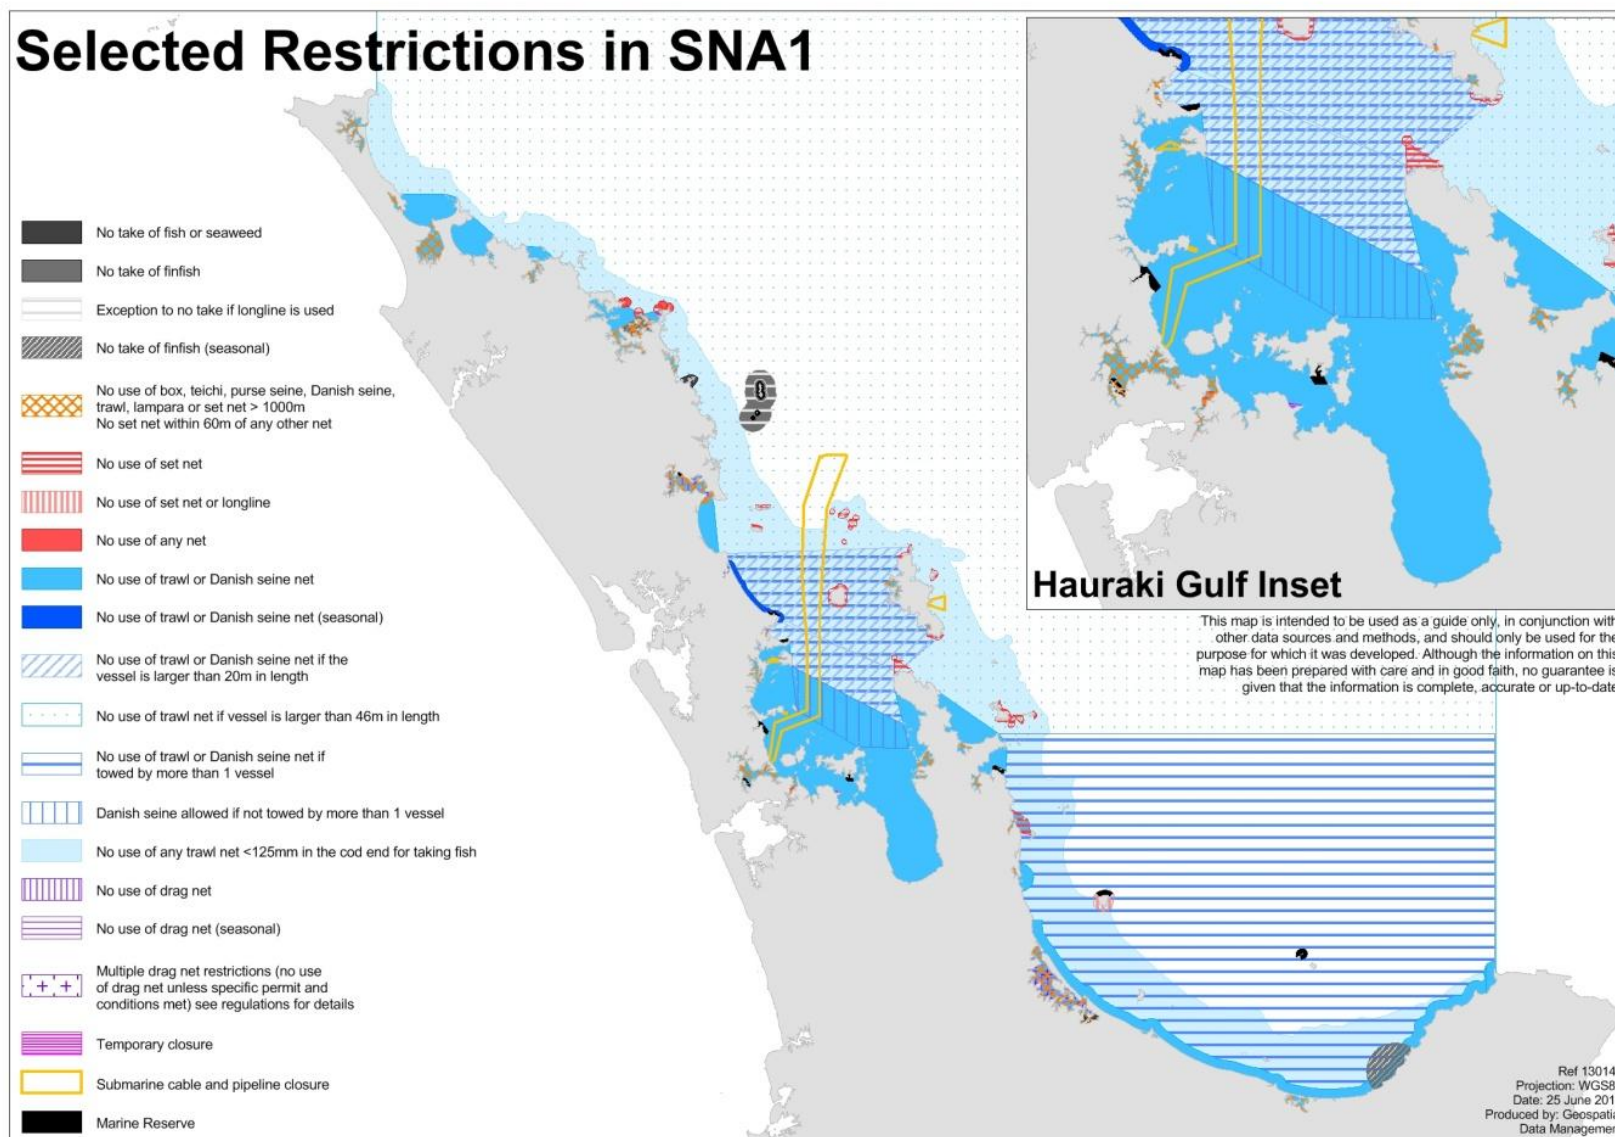 Selected Restrictions in SNA1
No take of fish or seaweed
No take of finfish
Exception to no take if longline is used
No take of finfish (seasonal)
No use of box, teichi, purse seine, Danish seine,
trawl, lampara or set net > 1000m
No set net within 60m of any other net
No use of set net
No use of set net or longline
No use of any net
No use of trawl or Danish seine net
No use of trawl or Danish seine net (seasonal)
No use of trawl or Danish seine net if the
vessel is larger than 20m in length
No use of trawl net if vessel is larger than 46m in length
No use of trawl or Danish seine net if
towed by more than 1 vessel
Danish seine allowed if not towed by more than 1 vessel
No use of any trawl net <125mm in the cod end for taking fish
No use of drag net
No use of drag net (seasonal)
Multiple drag net restrictions (no use
of drag net unless specific permit and
conditions met) see regulations for details
Temporary closure
Submarine cable and pipeline closure
Marine Reserve
Hauraki Gulf Inset
This map is intended to be used as a guide only, in conjunction with
other data sources and methods, and should only be used for the
purpose for which it was developed. Although the information on this
map has been prepared with care and in good faith, no guarantee is
given that the information is complete, accurate or up-to-date
Ref 13014
Projection: WGS8
Date: 25 June 201
Produced by: Geospatia
Data Managemen